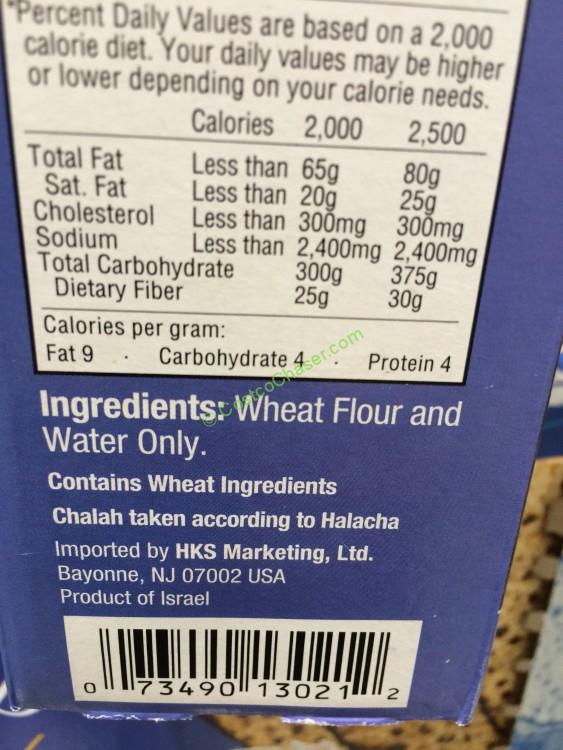 *Percent Daily Values are based on a 2,000
calorie diet. Your daily values may be higher
or lower depending on your calorie needs.
Calories 2,000 2,500
Total Fat Less than 65g 80g
Sat. Fat Less than 20g 25g
Cholesterol Less than 300mg 300mg
Sodium Less than 2,400mg 2,400mg
Total Carbohydrate 300g 375g
Dietary Fiber 25g 30g
Calories per gram:
Fat 9 · Carbohydrate 4 · Protein 4
©CostcoChaser.com
Ingredients: Wheat Flour and
Water Only.
Contains Wheat Ingredients
Chalah taken according to Halacha
Imported by HKS Marketing, Ltd.
Bayonne, NJ 07002 USA
Product of Israel
0 73490 13021 2